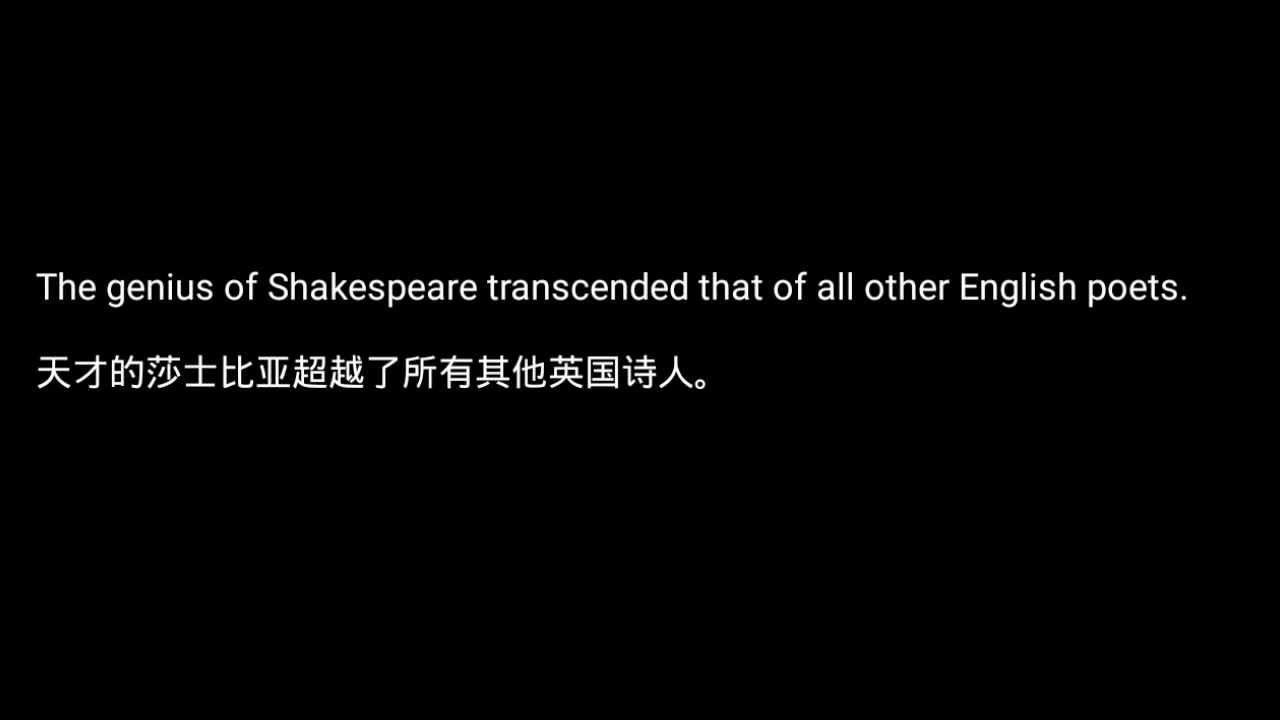 The genius of Shakespeare transcended that of all other English poets.
天才的莎士比亚超越了所有其他英国诗人。